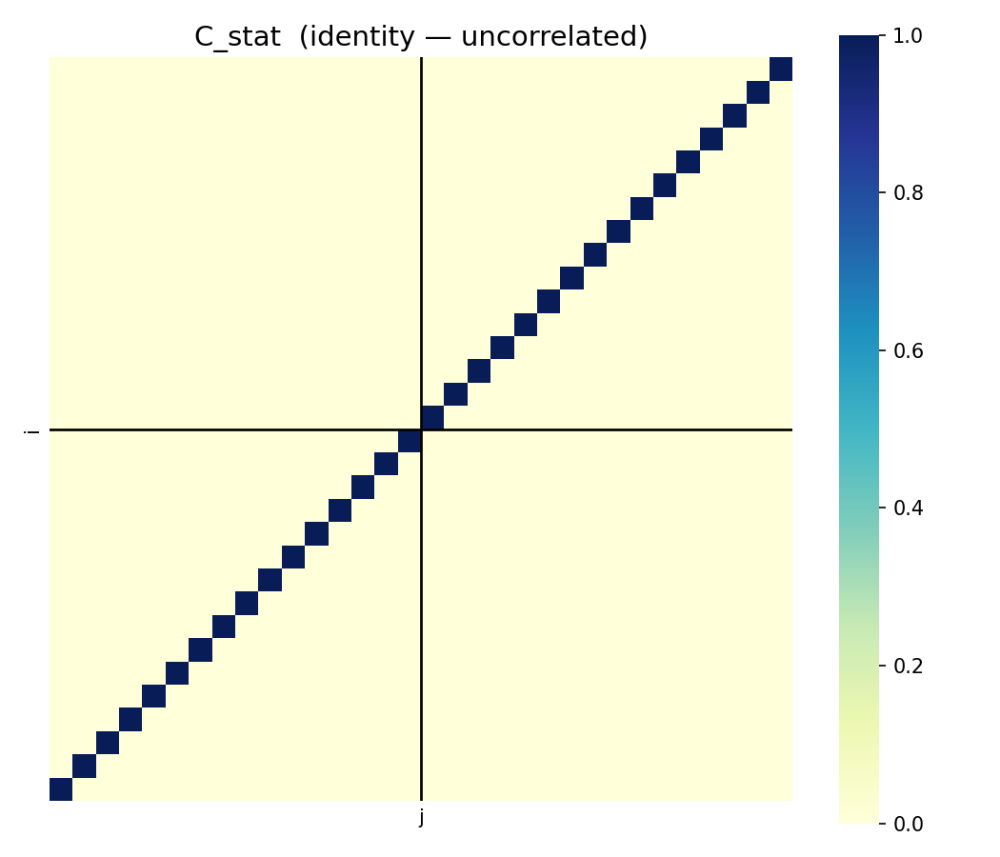 C_stat (identity — uncorrelated)
1.0
0.8
0.6
0.4
0.2
0.0
i
j